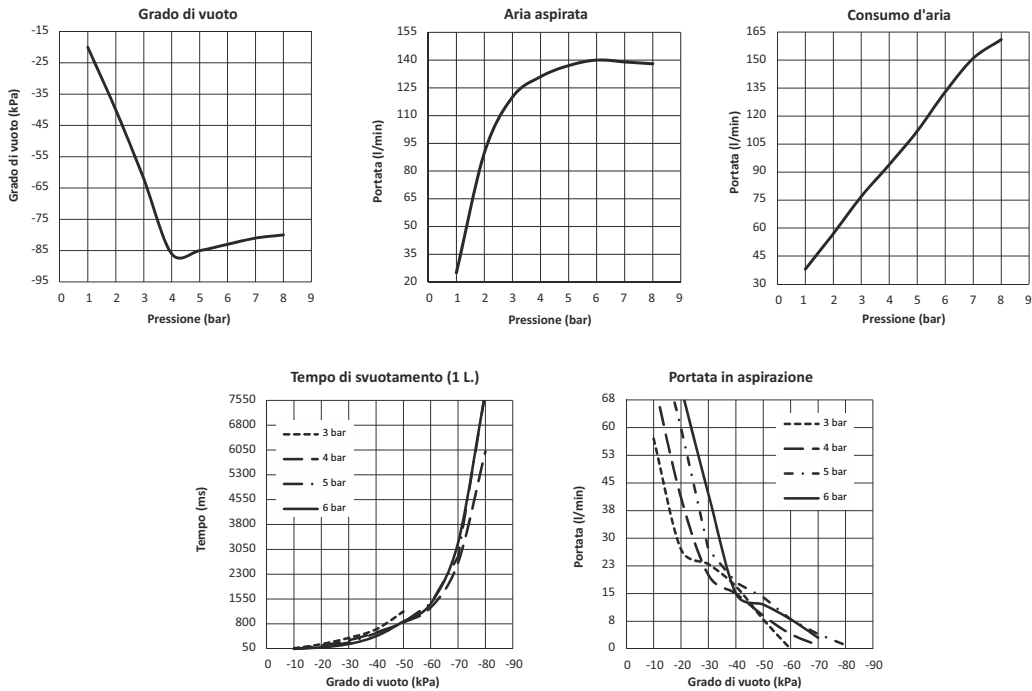 Grado di vuoto
Grado di vuoto (kPa)
-15
-25
-35
-45
-55
-65
-75
-85
-95
0 1 2 3 4 5 6 7 8 9
Pressione (bar)
Aria aspirata
Portata (l/min)
155
140
125
110
95
80
65
50
35
20
0 1 2 3 4 5 6 7 8 9
Pressione (bar)
Consumo d'aria
Portata (l/min)
165
150
135
120
105
90
75
60
45
30
0 1 2 3 4 5 6 7 8 9
Pressione (bar)
Tempo di svuotamento (1 L.)
Tempo (ms)
7550
6800
6050
5300
4550
3800
3050
2300
1550
800
50
3 bar
4 bar
5 bar
6 bar
0 -10 -20 -30 -40 -50 -60 -70 -80 -90
Grado di vuoto (kPa)
Portata in aspirazione
Portata (l/min)
68
60
53
45
38
30
23
15
8
0
3 bar
4 bar
5 bar
6 bar
0 -10 -20 -30 -40 -50 -60 -70 -80 -90
Grado di vuoto (kPa)